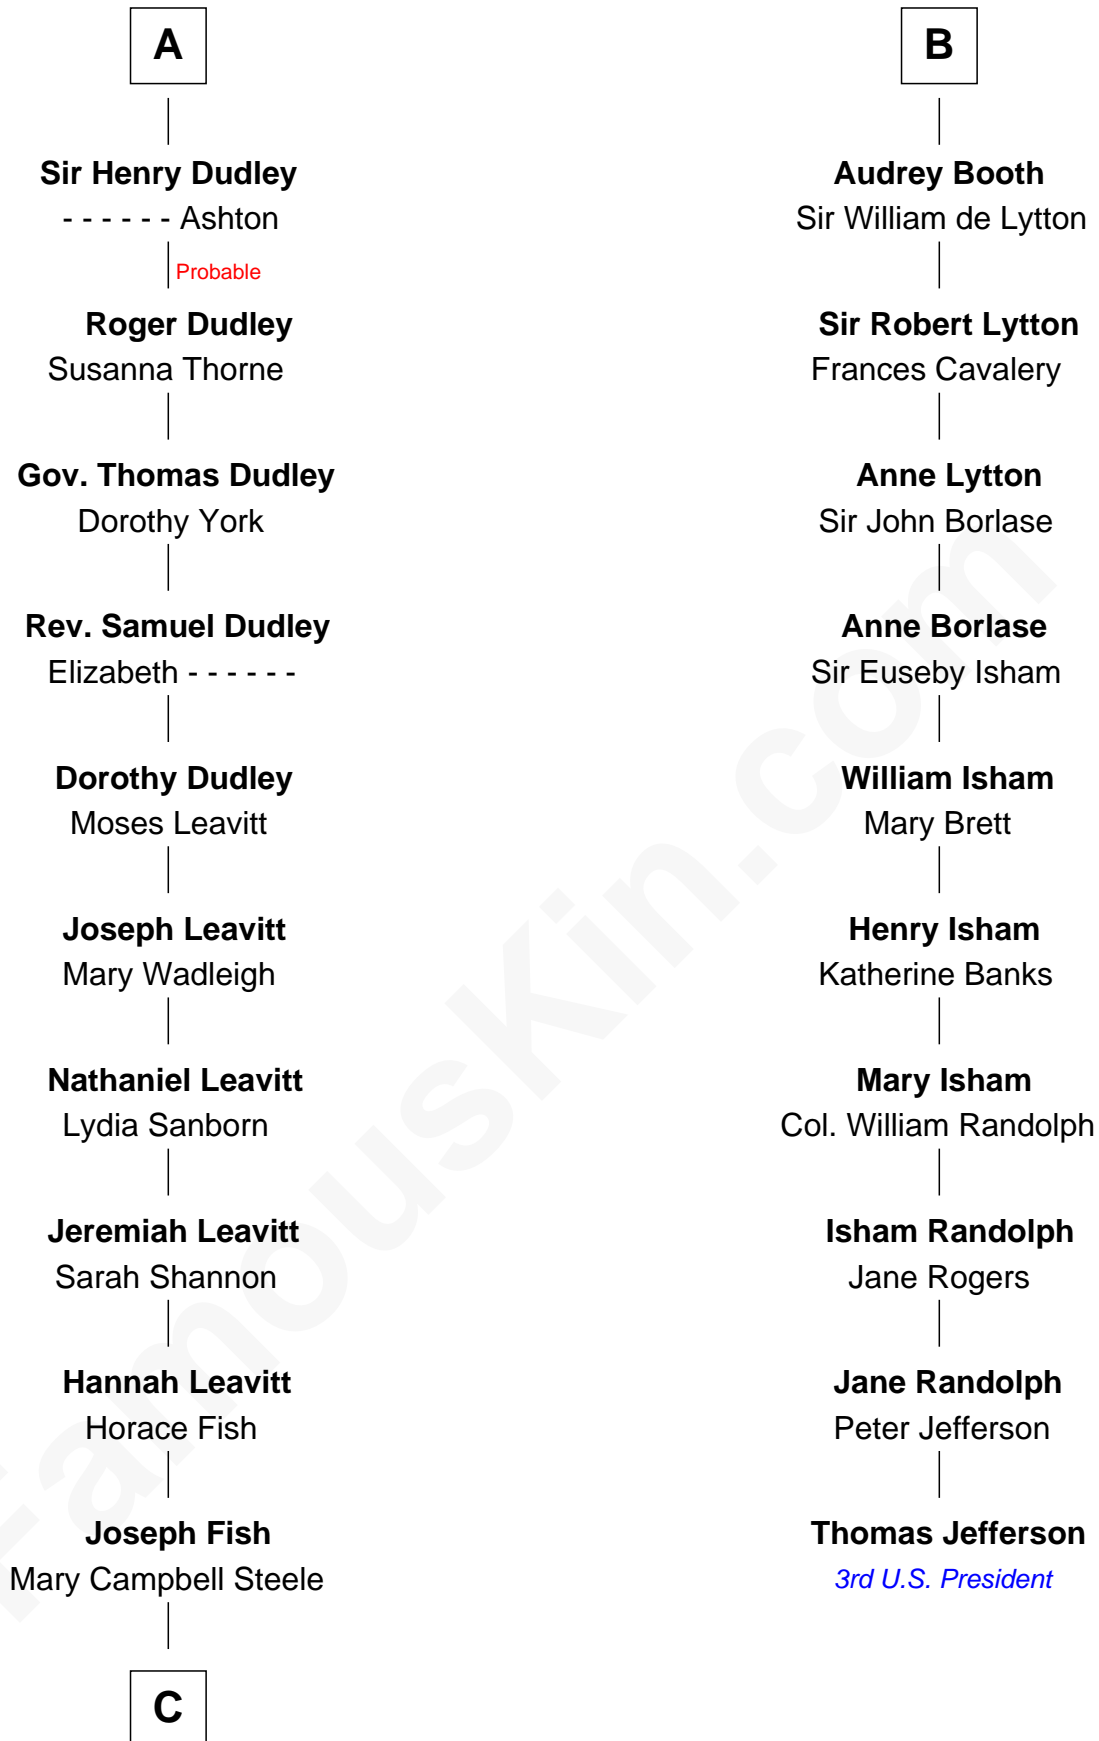 A
Sir Henry Dudley
- - - - - - Ashton
Probable
Roger Dudley
Susanna Thorne
Gov. Thomas Dudley
Dorothy York
Rev. Samuel Dudley
Elizabeth - - - - - -
Dorothy Dudley
Moses Leavitt
Joseph Leavitt
Mary Wadleigh
Nathaniel Leavitt
Lydia Sanborn
Jeremiah Leavitt
Sarah Shannon
Hannah Leavitt
Horace Fish
Joseph Fish
Mary Campbell Steele
C
B
Audrey Booth
Sir William de Lytton
Sir Robert Lytton
Frances Cavalery
Anne Lytton
Sir John Borlase
Anne Borlase
Sir Euseby Isham
William Isham
Mary Brett
Henry Isham
Katherine Banks
Mary Isham
Col. William Randolph
Isham Randolph
Jane Rogers
Jane Randolph
Peter Jefferson
Thomas Jefferson
3rd U.S. President
FamousKin.com